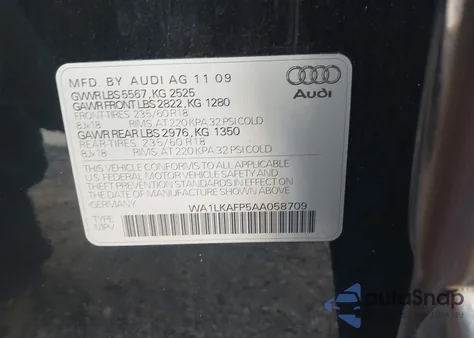 MFD. BY AUDI AG 11 09
GVWR LBS 5567, KG 2525
GAWR FRONT LBS 2822, KG 1280
FRONT-TIRES 235/60 R18
8Jx18 RIMS AT 220 KPA 32 PSI COLD
GAWR REAR LBS 2976, KG 1350
REAR-TIRES 235/60 R18
8Jx18 RIMS AT 220 KPA 32 PSI COLD
THIS VEHICLE CONFORMS TO ALL APPLICABLE
US FEDERAL MOTOR VEHICLE SAFETY AND
THEFT PREVENTION STANDARDS IN EFFECT ON THE
DATE OF MANUFACTURE SHOWN ABOVE.
GERMANY
WA1LKAFP5AA058709
TYPE:
MPV
Audi
autoSnap